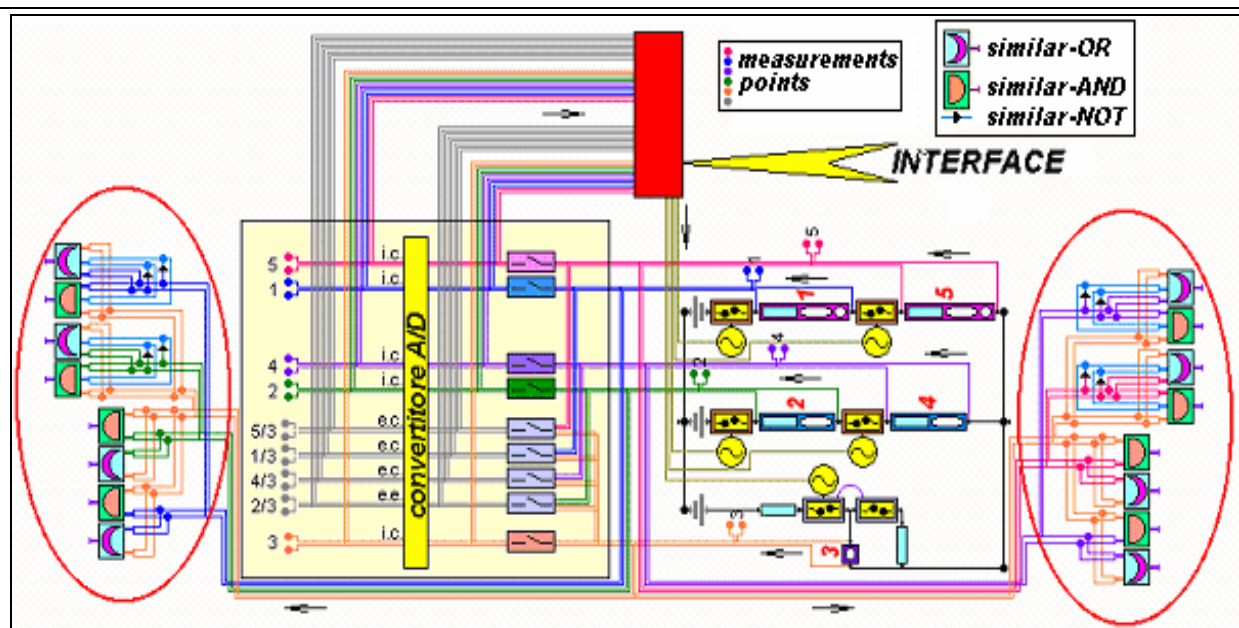 measurements
points
similar-OR
similar-AND
similar-NOT
INTERFACE
convertitore A/D
5 i.c.
1 i.c.
4 i.c.
2 i.c.
5/3 e.c.
1/3 e.c.
4/3 e.c.
2/3 e.e.
3 i.c.
5
1
1 5
4
2
2 4
3
3